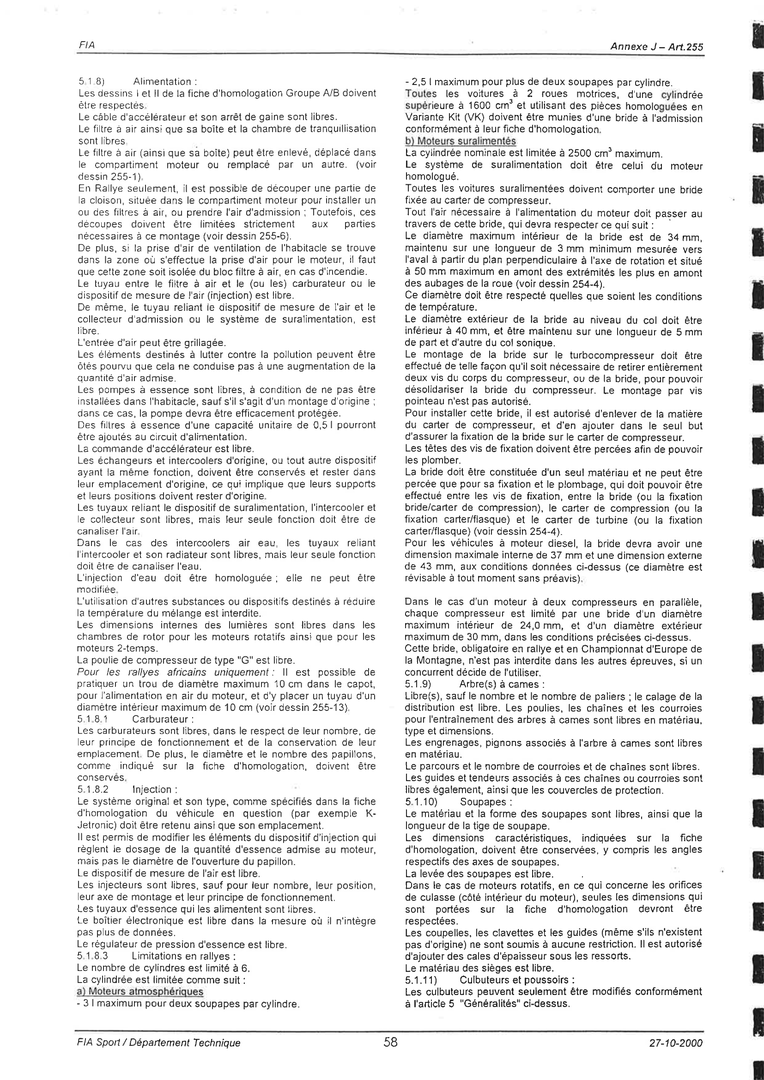 FIA
Annexe J – Art.255
5.1.8) Alimentation :
Les dessins I et II de la fiche d'homologation Groupe A/B doivent
être respectés.
Le câble d'accélérateur et son arrêt de gaine sont libres.
Le filtre à air ainsi que sa boîte et la chambre de tranquillisation
sont libres.
Le filtre à air (ainsi que sa boîte) peut être enlevé, déplacé dans
le compartiment moteur ou remplacé par un autre. (voir
dessin 255-1).
En Rallye seulement, il est possible de découper une partie de
la cloison, située dans le compartiment moteur pour installer un
ou des filtres à air, ou prendre l'air d'admission ; Toutefois, ces
découpes doivent être limitées strictement aux parties
nécessaires à ce montage (voir dessin 255-6).
De plus, si la prise d'air de ventilation de l'habitacle se trouve
dans la zone où s'effectue la prise d'air pour le moteur, il faut
que cette zone soit isolée du bloc filtre à air, en cas d'incendie.
Le tuyau entre le filtre à air et le (ou les) carburateur ou le
dispositif de mesure de l'air (injection) est libre.
De même, le tuyau reliant le dispositif de mesure de l'air et le
collecteur d'admission ou le système de suralimentation, est
libre.
L'entrée d'air peut être grillagée.
Les éléments destinés à lutter contre la pollution peuvent être
ôtés pourvu que cela ne conduise pas à une augmentation de la
quantité d'air admise.
Les pompes à essence sont libres, à condition de ne pas être
installées dans l'habitacle, sauf s'il s'agit d'un montage d'origine ;
dans ce cas, la pompe devra être efficacement protégée.
Des filtres à essence d'une capacité unitaire de 0,5 l pourront
être ajoutés au circuit d'alimentation.
La commande d'accélérateur est libre.
Les échangeurs et intercoolers d'origine, ou tout autre dispositif
ayant la même fonction, doivent être conservés et rester dans
leur emplacement d'origine, ce qui implique que leurs supports
et leurs positions doivent rester d'origine.
Les tuyaux reliant le dispositif de suralimentation, l'intercooler et
le collecteur sont libres, mais leur seule fonction doit être de
canaliser l'air.
Dans le cas des intercoolers air eau, les tuyaux reliant
l'intercooler et son radiateur sont libres, mais leur seule fonction
doit être de canaliser l'eau.
L'injection d'eau doit être homologuée ; elle ne peut être
modifiée.
L'utilisation d'autres substances ou dispositifs destinés à réduire
la température du mélange est interdite.
Les dimensions internes des lumières sont libres dans les
chambres de rotor pour les moteurs rotatifs ainsi que pour les
moteurs 2-temps.
La poulie de compresseur de type "G" est libre.
Pour les rallyes africains uniquement : Il est possible de
pratiquer un trou de diamètre maximum 10 cm dans le capot,
pour l'alimentation en air du moteur, et d'y placer un tuyau d'un
diamètre intérieur maximum de 10 cm (voir dessin 255-13).
5.1.8.1 Carburateur :
Les carburateurs sont libres, dans le respect de leur nombre, de
leur principe de fonctionnement et de la conservation de leur
emplacement. De plus, le diamètre et le nombre des papillons,
comme indiqué sur la fiche d'homologation, doivent être
conservés.
5.1.8.2 Injection :
Le système original et son type, comme spécifiés dans la fiche
d'homologation du véhicule en question (par exemple K-
Jetronic) doit être retenu ainsi que son emplacement.
Il est permis de modifier les éléments du dispositif d'injection qui
règlent le dosage de la quantité d'essence admise au moteur,
mais pas le diamètre de l'ouverture du papillon.
Le dispositif de mesure de l'air est libre.
Les injecteurs sont libres, sauf pour leur nombre, leur position,
leur axe de montage et leur principe de fonctionnement.
Les tuyaux d'essence qui les alimentent sont libres.
Le boîtier électronique est libre dans la mesure où il n'intègre
pas plus de données.
Le régulateur de pression d'essence est libre.
5.1.8.3 Limitations en rallyes :
Le nombre de cylindres est limité à 6.
La cylindrée est limitée comme suit :
a) Moteurs atmosphériques
- 3 l maximum pour deux soupapes par cylindre.
- 2,5 l maximum pour plus de deux soupapes par cylindre.
Toutes les voitures à 2 roues motrices, d'une cylindrée
supérieure à 1600 cm³ et utilisant des pièces homologuées en
Variante Kit (VK) doivent être munies d'une bride à l'admission
conformément à leur fiche d'homologation.
b) Moteurs suralimentés
La cylindrée nominale est limitée à 2500 cm³ maximum.
Le système de suralimentation doit être celui du moteur
homologué.
Toutes les voitures suralimentées doivent comporter une bride
fixée au carter de compresseur.
Tout l'air nécessaire à l'alimentation du moteur doit passer au
travers de cette bride, qui devra respecter ce qui suit :
Le diamètre maximum intérieur de la bride est de 34 mm,
maintenu sur une longueur de 3 mm minimum mesurée vers
l'aval à partir du plan perpendiculaire à l'axe de rotation et situé
à 50 mm maximum en amont des extrémités les plus en amont
des aubages de la roue (voir dessin 254-4).
Ce diamètre doit être respecté quelles que soient les conditions
de température.
Le diamètre extérieur de la bride au niveau du col doit être
inférieur à 40 mm, et être maintenu sur une longueur de 5 mm
de part et d'autre du col sonique.
Le montage de la bride sur le turbocompresseur doit être
effectué de telle façon qu'il soit nécessaire de retirer entièrement
deux vis du corps du compresseur, ou de la bride, pour pouvoir
désolidariser la bride du compresseur. Le montage par vis
pointeau n'est pas autorisé.
Pour installer cette bride, il est autorisé d'enlever de la matière
du carter de compresseur, et d'en ajouter dans le seul but
d'assurer la fixation de la bride sur le carter de compresseur.
Les têtes des vis de fixation doivent être percées afin de pouvoir
les plomber.
La bride doit être constituée d'un seul matériau et ne peut être
percée que pour sa fixation et le plombage, qui doit pouvoir être
effectué entre les vis de fixation, entre la bride (ou la fixation
bride/carter de compression), le carter de compression (ou la
fixation carter/flasque) et le carter de turbine (ou la fixation
carter/flasque) (voir dessin 254-4).
Pour les véhicules à moteur diesel, la bride devra avoir une
dimension maximale interne de 37 mm et une dimension externe
de 43 mm, aux conditions données ci-dessus (ce diamètre est
révisable à tout moment sans préavis).
Dans le cas d'un moteur à deux compresseurs en parallèle,
chaque compresseur est limité par une bride d'un diamètre
maximum intérieur de 24,0 mm, et d'un diamètre extérieur
maximum de 30 mm, dans les conditions précisées ci-dessus.
Cette bride, obligatoire en rallye et en Championnat d'Europe de
la Montagne, n'est pas interdite dans les autres épreuves, si un
concurrent décide de l'utiliser.
5.1.9) Arbre(s) à cames :
Libre(s), sauf le nombre et le nombre de paliers ; le calage de la
distribution est libre. Les poulies, les chaînes et les courroies
pour l'entraînement des arbres à cames sont libres en matériau,
type et dimensions.
Les engrenages, pignons associés à l'arbre à cames sont libres
en matériau.
Le parcours et le nombre de courroies et de chaînes sont libres.
Les guides et tendeurs associés à ces chaînes ou courroies sont
libres également, ainsi que les couvercles de protection.
5.1.10) Soupapes :
Le matériau et la forme des soupapes sont libres, ainsi que la
longueur de la tige de soupape.
Les dimensions caractéristiques, indiquées sur la fiche
d'homologation, doivent être conservées, y compris les angles
respectifs des axes de soupapes.
La levée des soupapes est libre.
Dans le cas de moteurs rotatifs, en ce qui concerne les orifices
de culasse (côté intérieur du moteur), seules les dimensions qui
sont portées sur la fiche d'homologation devront être
respectées.
Les coupelles, les clavettes et les guides (même s'ils n'existent
pas d'origine) ne sont soumis à aucune restriction. Il est autorisé
d'ajouter des cales d'épaisseur sous les ressorts.
Le matériau des sièges est libre.
5.1.11) Culbuteurs et poussoirs :
Les culbuteurs peuvent seulement être modifiés conformément
à l'article 5 "Généralités" ci-dessus.
FIA Sport / Département Technique
58
27-10-2000